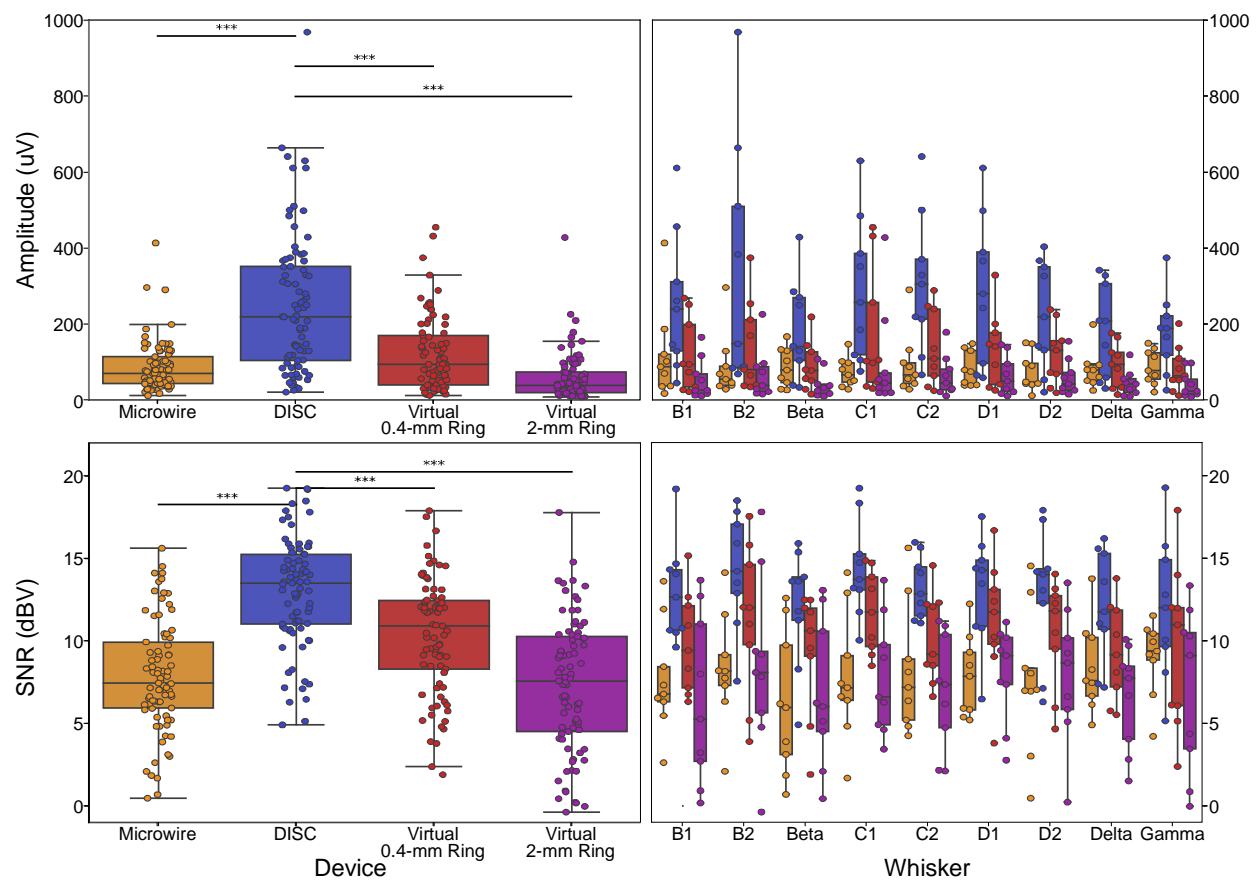 1000
800
600
400
200
0
Amplitude (uV)
***
***
***
Microwire
DISC
Virtual
0.4-mm Ring
Virtual
2-mm Ring
1000
800
600
400
200
0
B1
B2
Beta
C1
C2
D1
D2
Delta
Gamma
20
15
10
5
0
SNR (dBV)
***
***
***
Microwire
DISC
Virtual
0.4-mm Ring
Virtual
2-mm Ring
Device
20
15
10
5
0
B1
B2
Beta
C1
C2
D1
D2
Delta
Gamma
Whisker